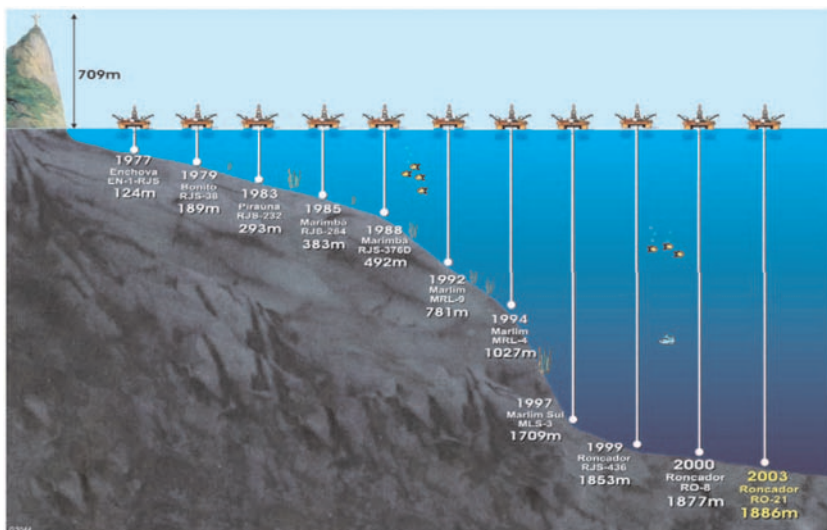 709m
1977
Enchova
EN-1-RJS
124m
1979
Bonito
RJS-38
189m
1983
Piraúna
RJB-232
293m
1985
Marimbá
RJB-284
383m
1988
Marimbá
RJS-376D
492m
1992
Marlim
MRL-9
781m
1994
Marlim
MRL-4
1027m
1997
Marlim Sul
MLS-3
1709m
1999
Roncador
RJS-436
1853m
2000
Roncador
RO-8
1877m
2003
Roncador
RO-21
1886m